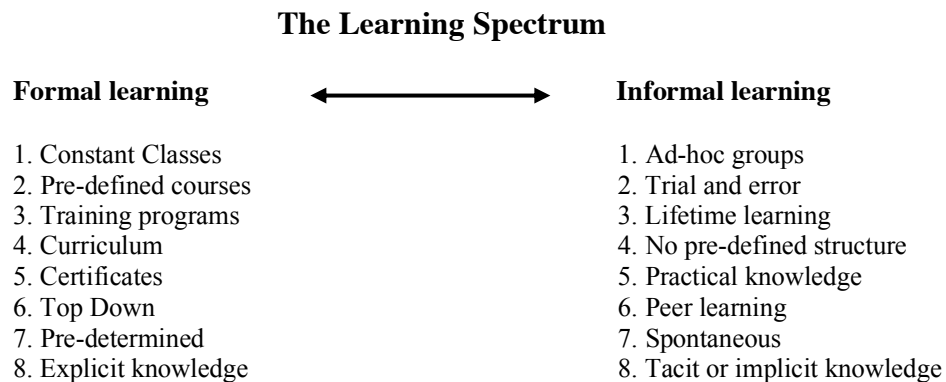 The Learning Spectrum
Formal learning
1. Constant Classes
2. Pre-defined courses
3. Training programs
4. Curriculum
5. Certificates
6. Top Down
7. Pre-determined
8. Explicit knowledge
Informal learning
1. Ad-hoc groups
2. Trial and error
3. Lifetime learning
4. No pre-defined structure
5. Practical knowledge
6. Peer learning
7. Spontaneous
8. Tacit or implicit knowledge